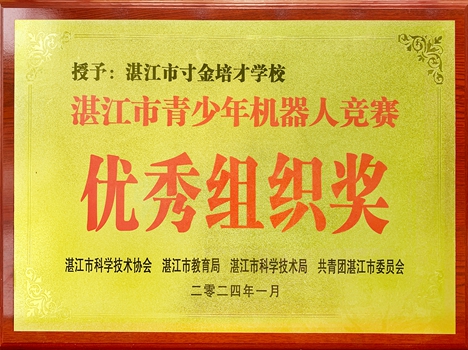 授予：湛江市寸金培才学校
湛江市青少年机器人竞赛
优秀组织奖
湛江市科学技术协会 湛江市教育局 湛江市科学技术局 共青团湛江市委员会
二零二四年一月